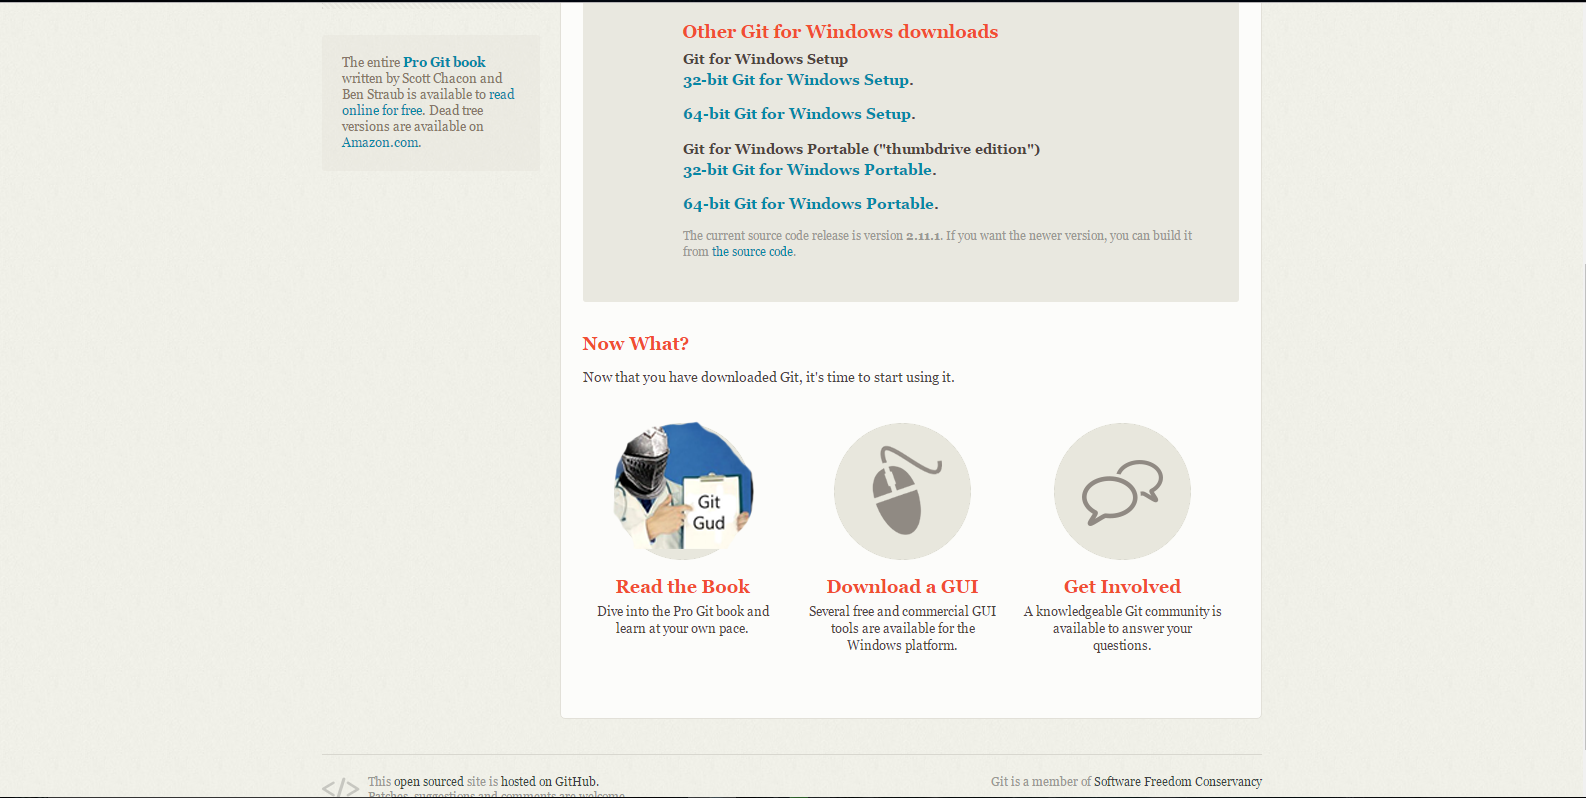 The entire Pro Git book
written by Scott Chacon and
Ben Straub is available to read
online for free. Dead tree
versions are available on
Amazon.com.
Other Git for Windows downloads
Git for Windows Setup
32-bit Git for Windows Setup.
64-bit Git for Windows Setup.
Git for Windows Portable ("thumbdrive edition")
32-bit Git for Windows Portable.
64-bit Git for Windows Portable.
The current source code release is version 2.11.1. If you want the newer version, you can build it
from the source code.
Now What?
Now that you have downloaded Git, it's time to start using it.
Git
Gud
Read the Book
Dive into the Pro Git book and
learn at your own pace.
Download a GUI
Several free and commercial GUI
tools are available for the
Windows platform.
Get Involved
A knowledgeable Git community is
available to answer your
questions.
</> This open sourced site is hosted on GitHub.
Patches, suggestions and comments are welcome
Git is a member of Software Freedom Conservancy